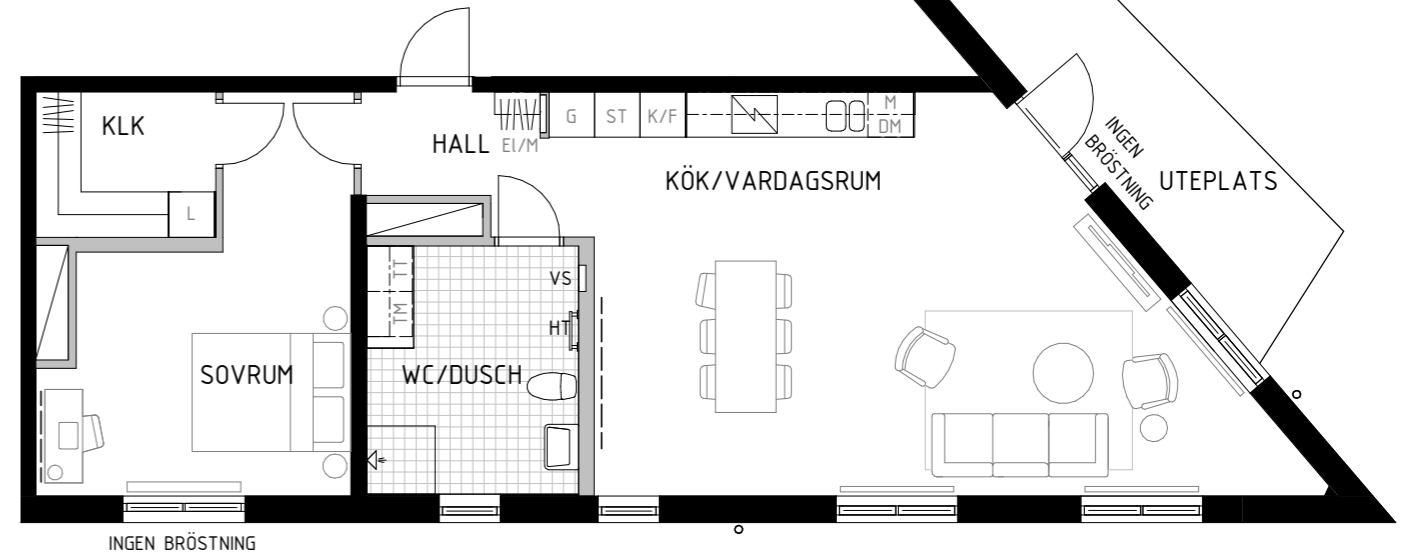 KLK
L
HALL
El/M
G
ST
K/F
M
DM
KÖK/VARDAGSRUM
INGEN
BRÖSTNING
UTEPLATS
TT
TM
VS
HT
SOVRUM
WC/DUSCH
INGEN BRÖSTNING